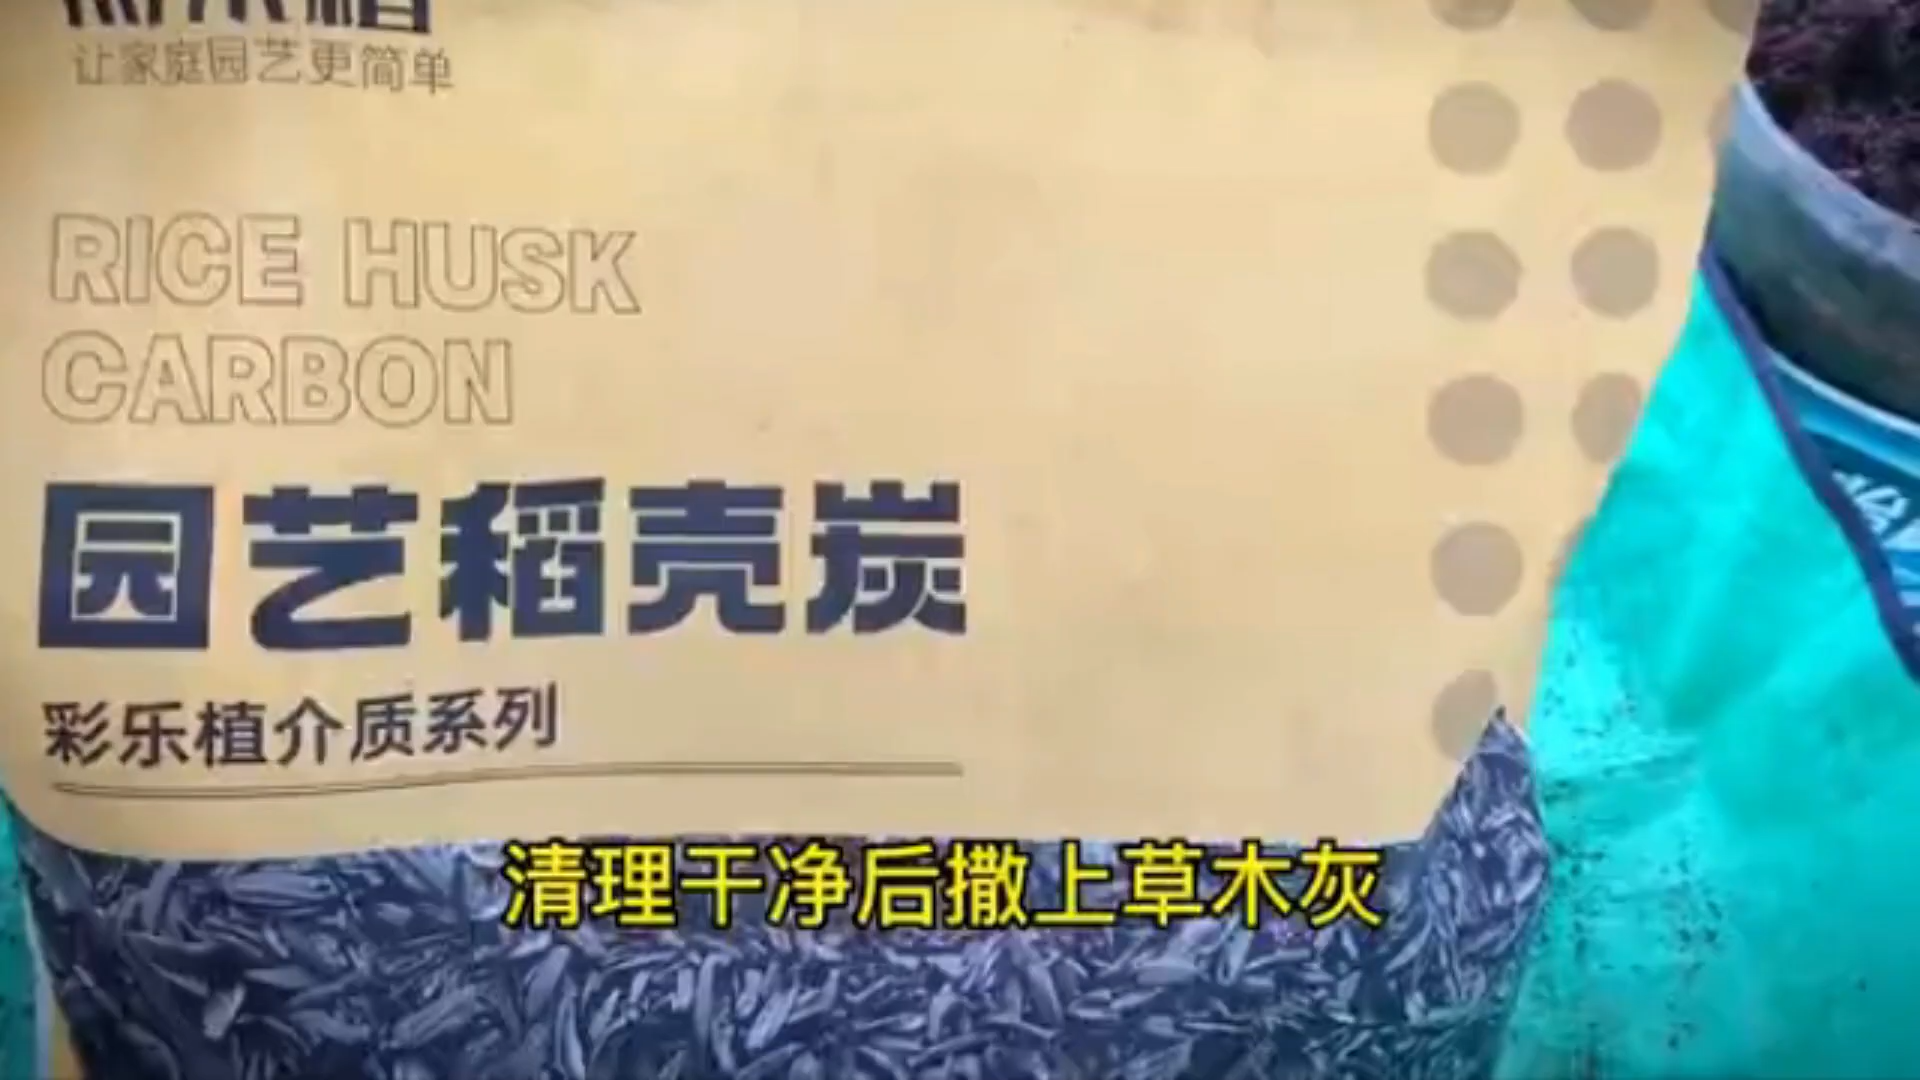 让家庭园艺更简单
RICE HUSK
CARBON
园艺稻壳炭
彩乐植介质系列
清理干净后撒上草木灰